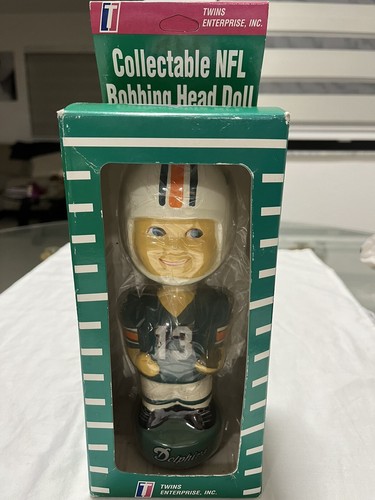 TWINS
ENTERPRISE, INC.
Collectable NFL
Bobbing Head Doll
13
Dolphins
TWINS
ENTERPRISE, INC.